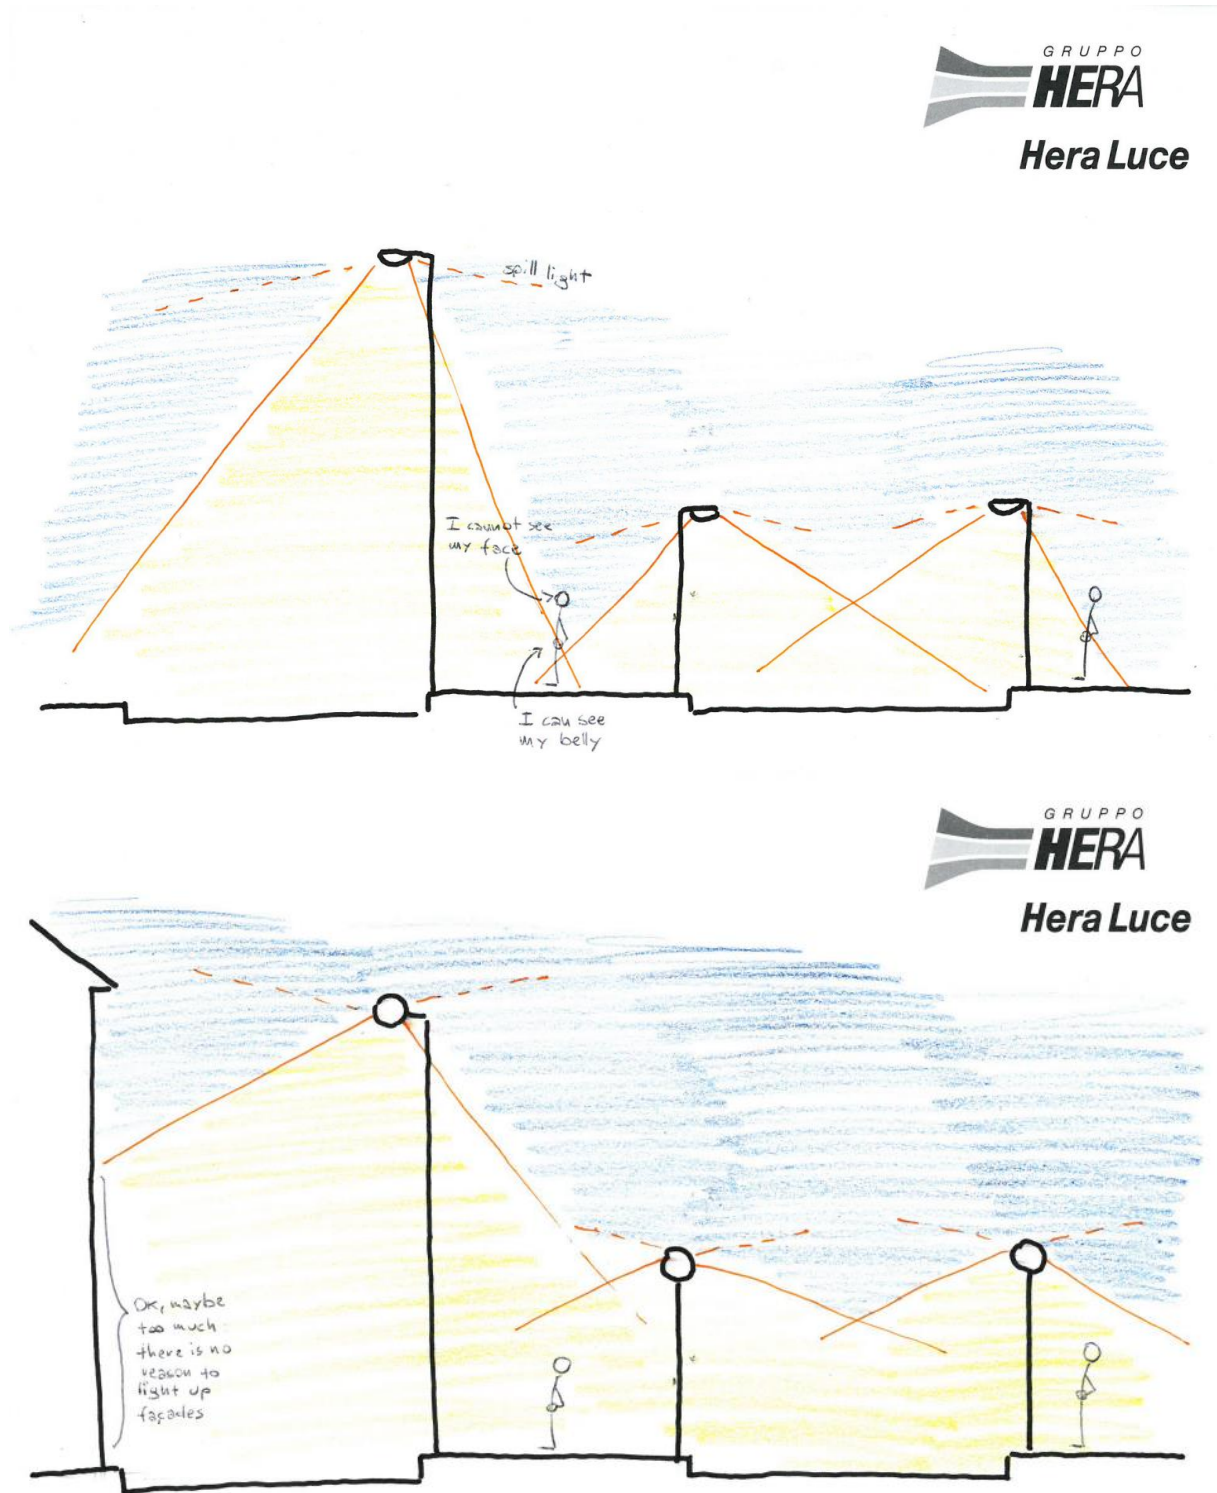 GRUPPO
HERA
Hera Luce
spill light
I cannot see
my face
I can see
my belly
GRUPPO
HERA
Hera Luce
OK, maybe
too much
there is no
reason to
light up
façades